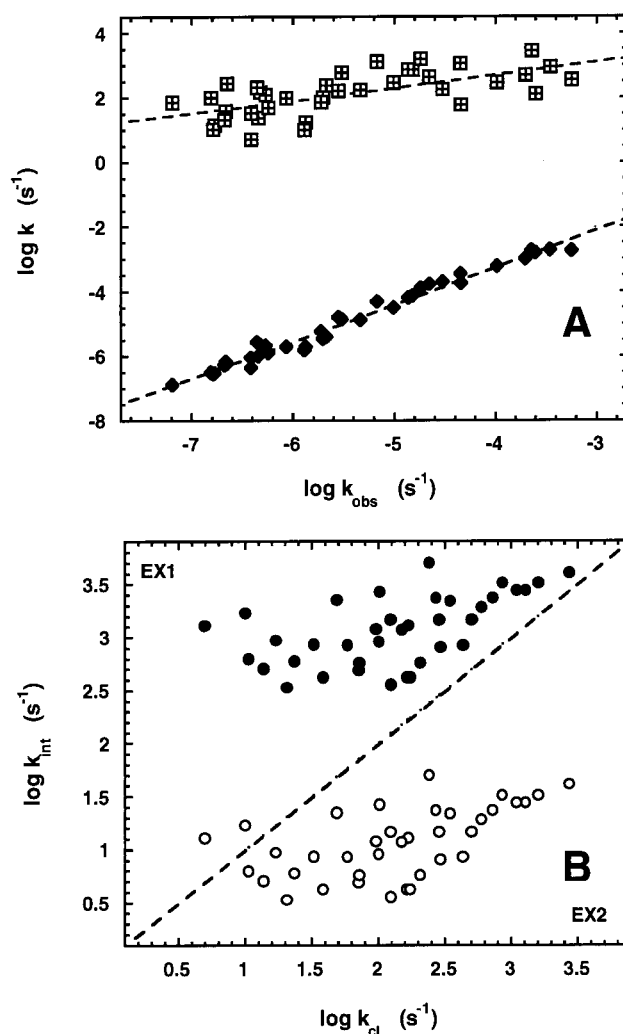 4
2
0
-2
-4
-6
-8
log k (s⁻¹)
A
-7 -6 -5 -4 -3
log k_obs (s⁻¹)
EX1
3.5
3
2.5
2
1.5
1
0.5
log k_int (s⁻¹)
B
EX2
0.5 1 1.5 2 2.5 3 3.5
log k_cl (s⁻¹)